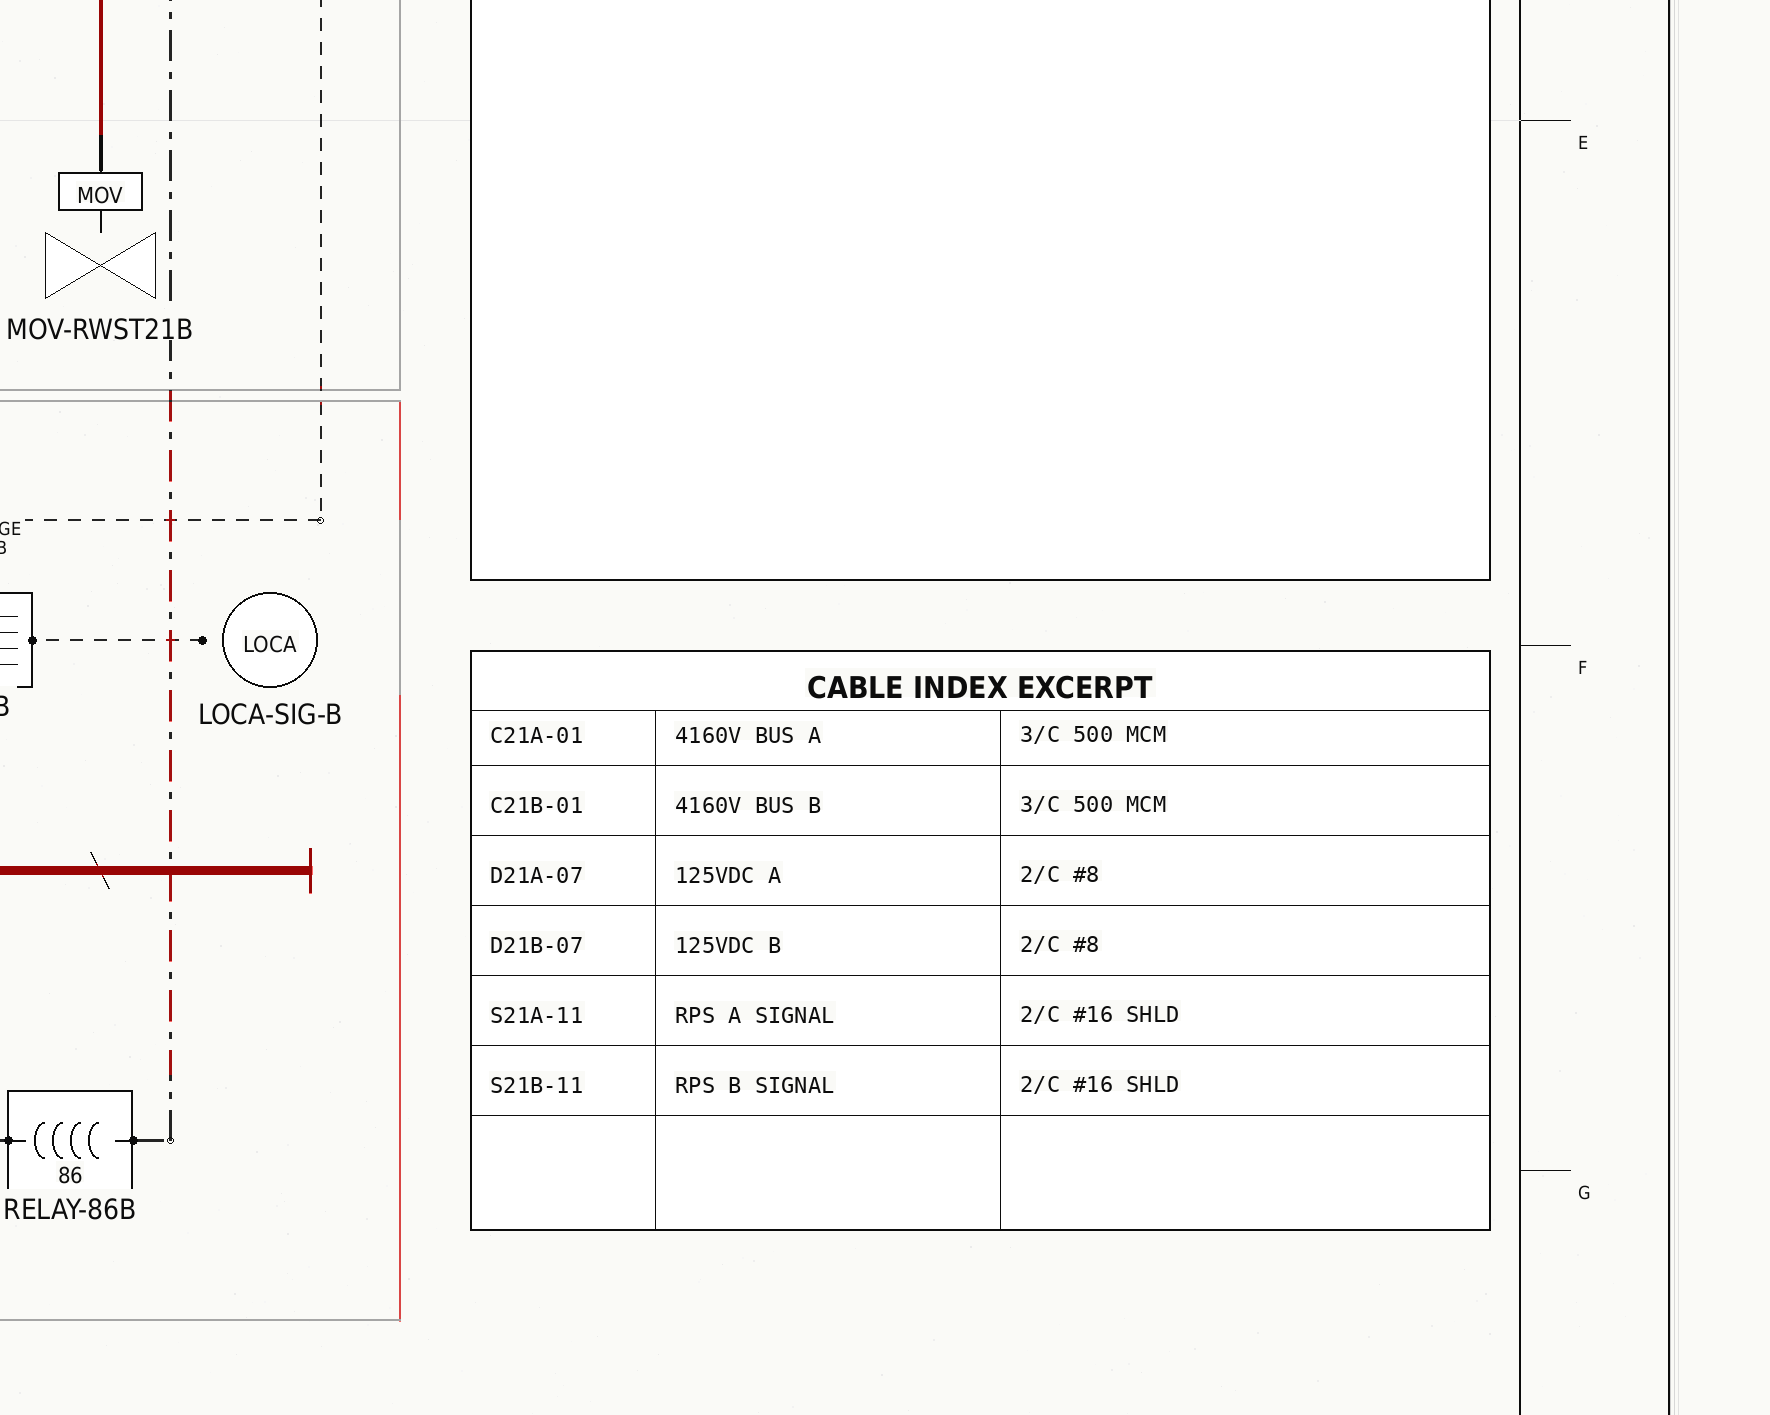 E
MOV
MOV-RWST21B
GE
B
LOCA
LOCA-SIG-B
B
F
CABLE INDEX EXCERPT
C21A-01 4160V BUS A 3/C 500 MCM
C21B-01 4160V BUS B 3/C 500 MCM
D21A-07 125VDC A 2/C #8
D21B-07 125VDC B 2/C #8
S21A-11 RPS A SIGNAL 2/C #16 SHLD
S21B-11 RPS B SIGNAL 2/C #16 SHLD
86
RELAY-86B
G